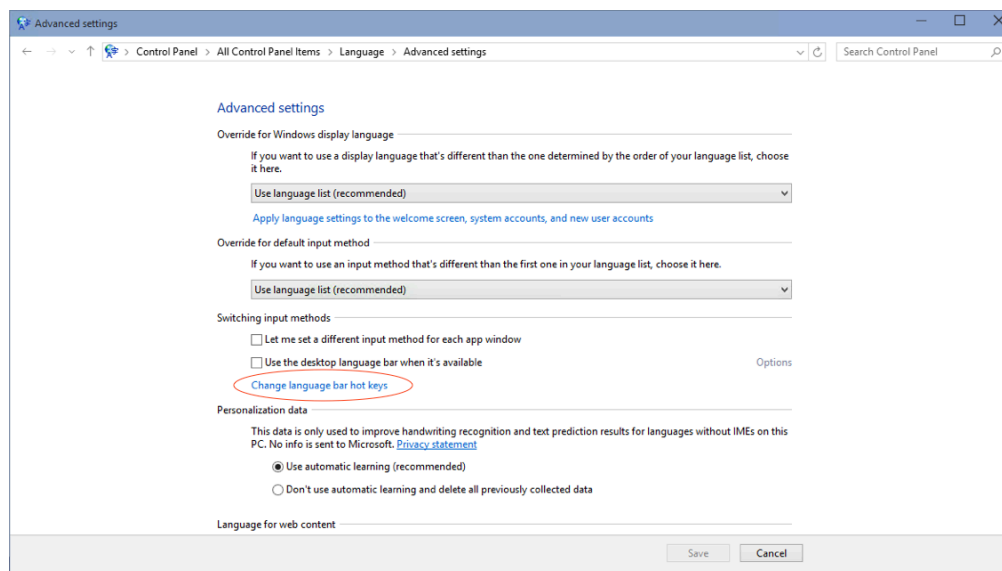 Advanced settings
Control Panel > All Control Panel Items > Language > Advanced settings
Search Control Panel
Advanced settings
Override for Windows display language
If you want to use a display language that's different than the one determined by the order of your language list, choose
it here.
Use language list (recommended)
Apply language settings to the welcome screen, system accounts, and new user accounts
Override for default input method
If you want to use an input method that's different than the first one in your language list, choose it here.
Use language list (recommended)
Switching input methods
Let me set a different input method for each app window
Use the desktop language bar when it's available
Options
Change language bar hot keys
Personalization data
This data is only used to improve handwriting recognition and text prediction results for languages without IMEs on this
PC. No info is sent to Microsoft. Privacy statement
Use automatic learning (recommended)
Don't use automatic learning and delete all previously collected data
Language for web content
Save
Cancel